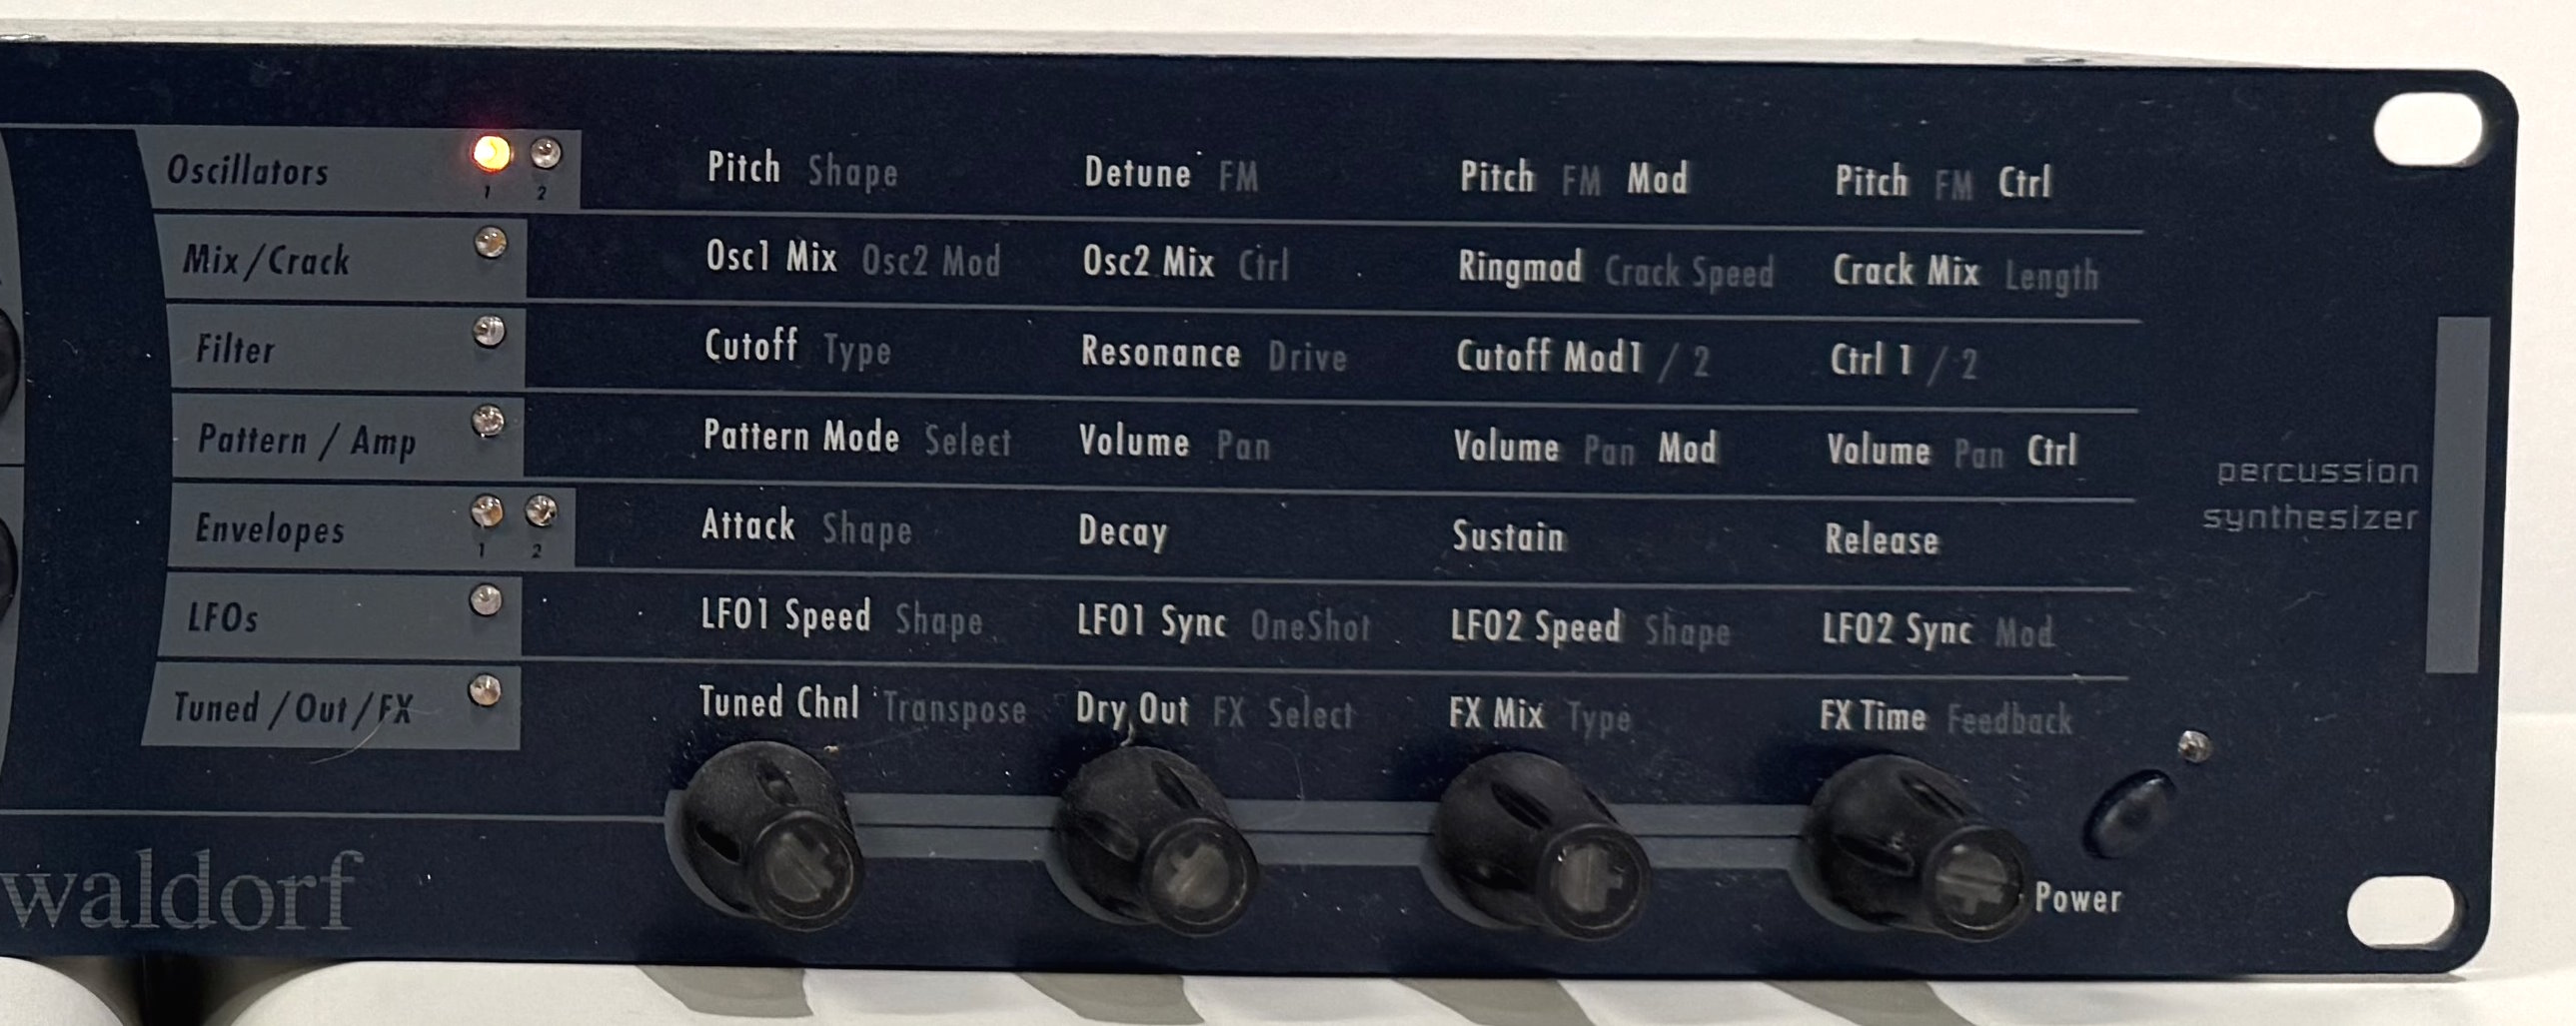 Oscillators 1 2 Pitch Shape Detune FM Pitch FM Mod Pitch FM Ctrl
Mix/Crack Osc1 Mix Osc2 Mod Osc2 Mix Ctrl Ringmod Crack Speed Crack Mix Length
Filter Cutoff Type Resonance Drive Cutoff Mod1 / 2 Ctrl 1 / 2
Pattern / Amp Pattern Mode Select Volume Pan Volume Pan Mod Volume Pan Ctrl
percussion
synthesizer
Envelopes 1 2 Attack Shape Decay Sustain Release
LFOs LFO1 Speed Shape LFO1 Sync OneShot LFO2 Speed Shape LFO2 Sync Mod
Tuned/Out/FX Tuned Chnl Transpose Dry Out FX Select FX Mix Type FX Time Feedback
waldorf
Power